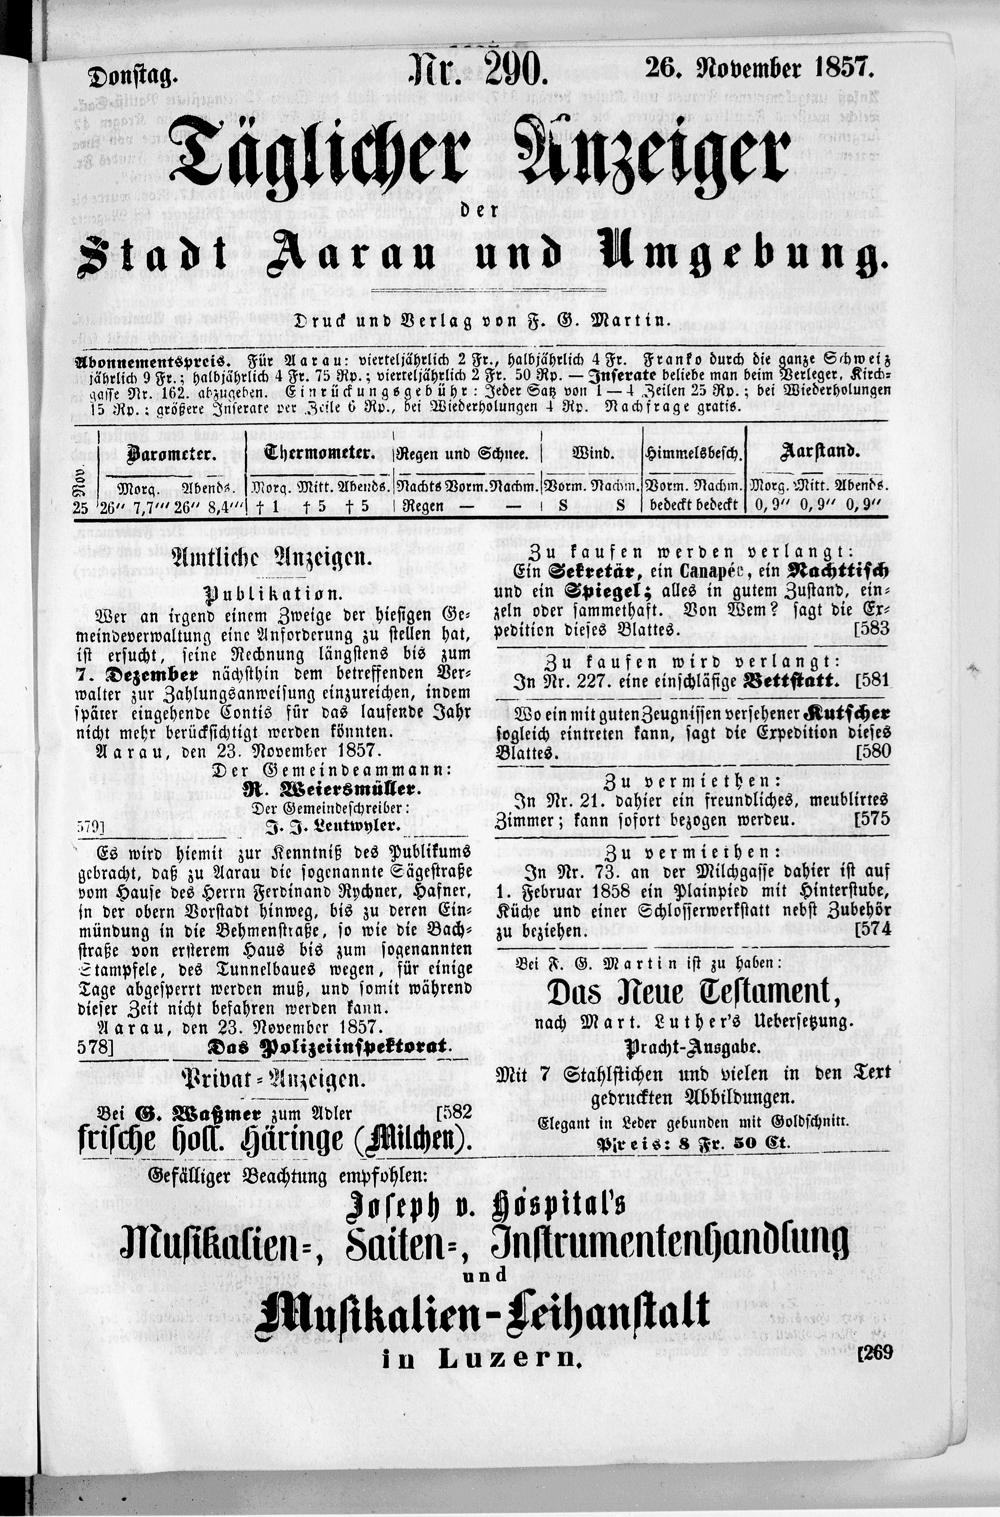 Donstag.
Nr. 290.
26. November 1857.
Täglicher Anzeiger
der
Stadt Aarau und Umgebung.
Druck und Verlag von F. G. Martin.
Abonnementspreis. Für Aarau: vierteljährlich 2 Fr., halbjährlich 4 Fr. Franko durch die ganze Schweiz
jährlich 9 Fr.; halbjährlich 4 Fr. 75 Rp.; vierteljährlich 2 Fr. 50 Rp. — Inserate beliebe man beim Verleger, Kirch-
gasse Nr. 162. abzugeben. Einrückungsgebühr: Jeder Satz von 1—4 Zeilen 25 Rp.; bei Wiederholungen
15 Rp.; größere Inserate per Zeile 6 Rp., bei Wiederholungen 4 Rp. Nachfrage gratis.
Nov. Barometer. Thermometer. Regen und Schnee. Wind. Himmelsbesch. Aarstand.
Morg. Abends. Morg. Mitt. Abends. Nachts Vorm. Nachm. Vorm. Nachm. Vorm. Nachm. Morg. Mitt. Abends.
25 26‘‘ 7,7‘‘‘ 26‘‘ 8,4‘‘‘ † 1 † 5 † 5 Regen — — S S bedeckt bedeckt 0,9‘‘ 0,9‘‘ 0,9‘‘
Amtliche Anzeigen.
Publikation.
Wer an irgend einem Zweige der hiesigen Ge-
meindeverwaltung eine Anforderung zu stellen hat,
ist ersucht, seine Rechnung längstens bis zum
7. Dezember nächsthin dem betreffenden Ver-
walter zur Zahlungsanweisung einzureichen, indem
später eingehende Contis für das laufende Jahr
nicht mehr berücksichtigt werden könnten.
Aarau, den 23. November 1857.
Der Gemeindeammann:
R. Weiersmüller.
Der Gemeindeschreiber:
579] J. J. Leutwyler.
Es wird hiemit zur Kenntniß des Publikums
gebracht, daß zu Aarau die sogenannte Sägestraße
vom Hause des Herrn Ferdinand Rychner, Hafner,
in der obern Vorstadt hinweg, bis zu deren Ein-
mündung in die Behmenstraße, so wie die Bach-
straße von ersterem Haus bis zum sogenannten
Stampfele, des Tunnelbaues wegen, für einige
Tage abgesperrt werden muß, und somit während
dieser Zeit nicht befahren werden kann.
Aarau, den 23. November 1857.
578] Das Polizeiinspektorat.
Privat-Anzeigen.
Bei G. Waßmer zum Adler [582
frische holl. Häringe (Milchen).
Zu kaufen werden verlangt:
Ein Sekretär, ein Canapée, ein Nachttisch
und ein Spiegel; alles in gutem Zustand, ein-
zeln oder sammethaft. Von Wem? sagt die Ex-
pedition dieses Blattes. [583
Zu kaufen wird verlangt:
In Nr. 227. eine einschläfige Bettstatt. [581
Wo ein mit guten Zeugnissen versehener Kutscher
sogleich eintreten kann, sagt die Expedition dieses
Blattes. [580
Zu vermiethen:
In Nr. 21. dahier ein freundliches, meublirtes
Zimmer; kann sofort bezogen werden. [575
Zu vermiethen:
In Nr. 73. an der Milchgasse dahier ist auf
1. Februar 1858 ein Plainpied mit Hinterstube,
Küche und einer Schlosserwerkstatt nebst Zubehör
zu beziehen. [574
Bei F. G. Martin ist zu haben:
Das Neue Testament,
nach Mart. Luther's Uebersetzung.
Pracht-Ausgabe.
Mit 7 Stahlstichen und vielen in den Text
gedruckten Abbildungen.
Elegant in Leder gebunden mit Goldschnitt.
Preis: 8 Fr. 50 Ct.
Gefälliger Beachtung empfohlen:
Joseph v. Hospital's
Musikalien-, Saiten-, Instrumentenhandlung
und
Musikalien-Leihanstalt
in Luzern. [269